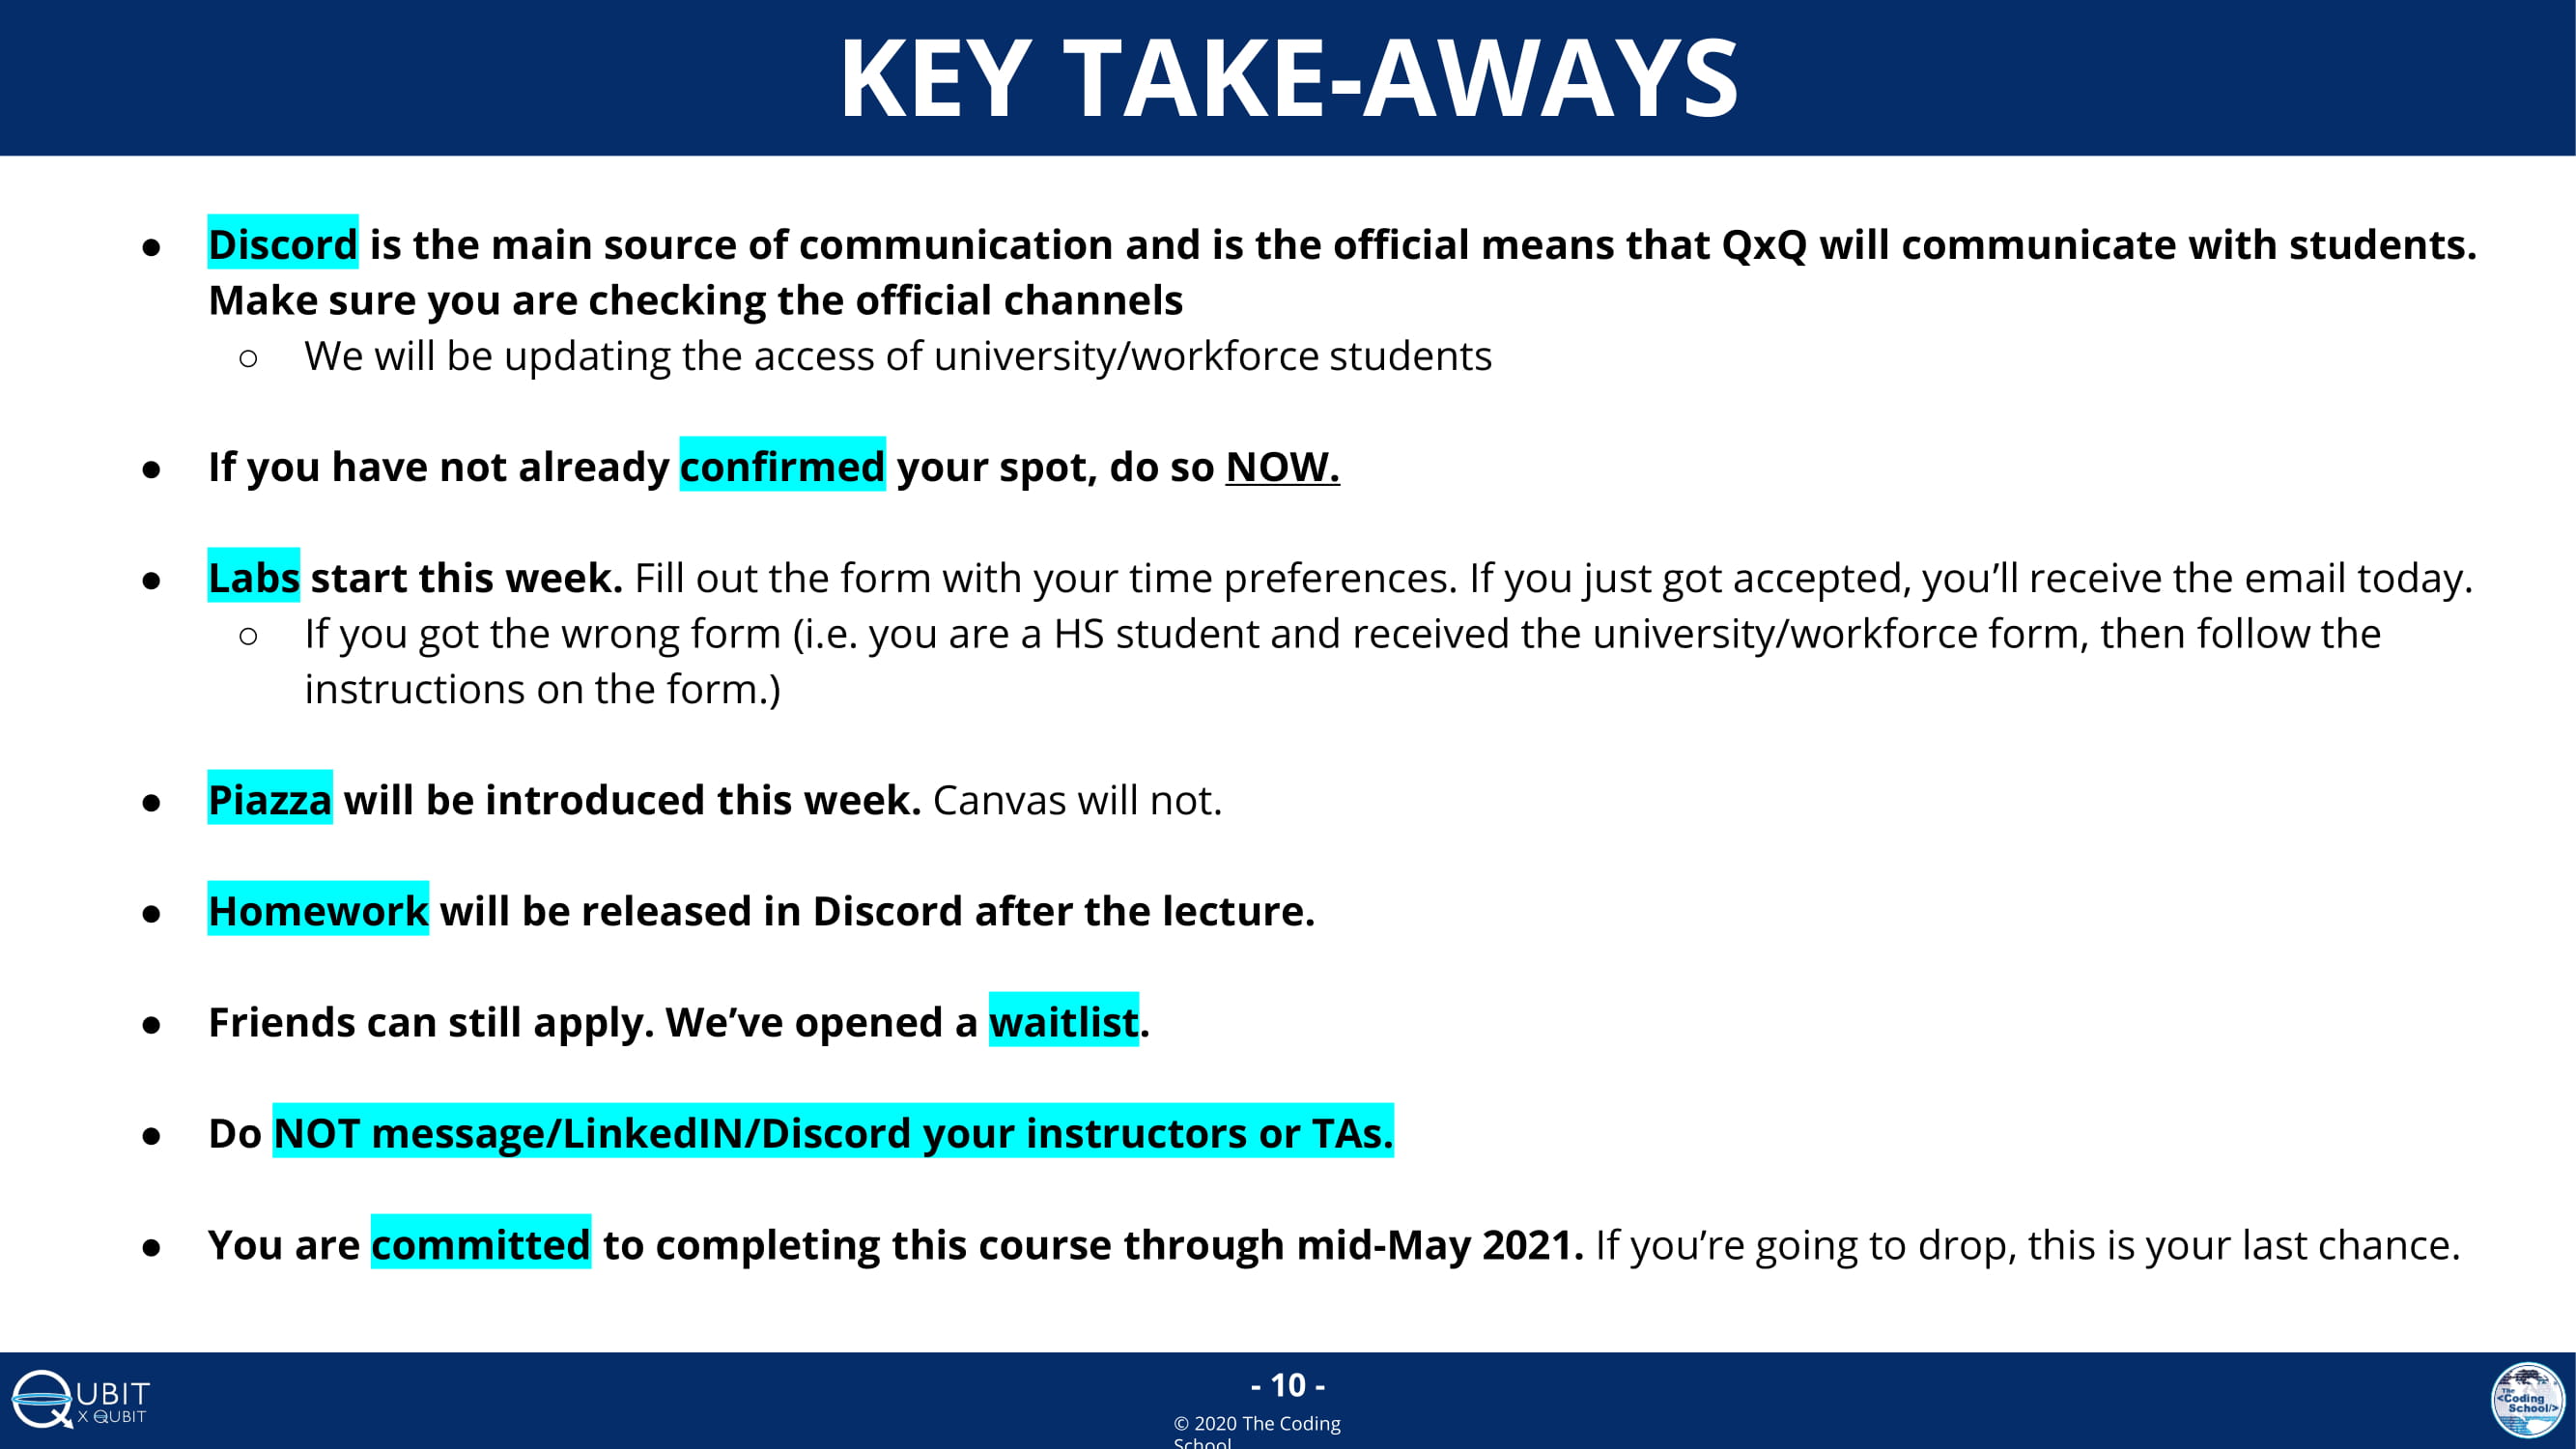 KEY TAKE-AWAYS
● Discord is the main source of communication and is the official means that QxQ will communicate with students.
Make sure you are checking the official channels
○ We will be updating the access of university/workforce students
● If you have not already confirmed your spot, do so NOW.
● Labs start this week. Fill out the form with your time preferences. If you just got accepted, you’ll receive the email today.
○ If you got the wrong form (i.e. you are a HS student and received the university/workforce form, then follow the
instructions on the form.)
● Piazza will be introduced this week. Canvas will not.
● Homework will be released in Discord after the lecture.
● Friends can still apply. We’ve opened a waitlist.
● Do NOT message/LinkedIN/Discord your instructors or TAs.
● You are committed to completing this course through mid-May 2021. If you’re going to drop, this is your last chance.
QUBIT
X QUBIT
- 10 -
© 2020 The Coding
School
The
<Coding
School/>